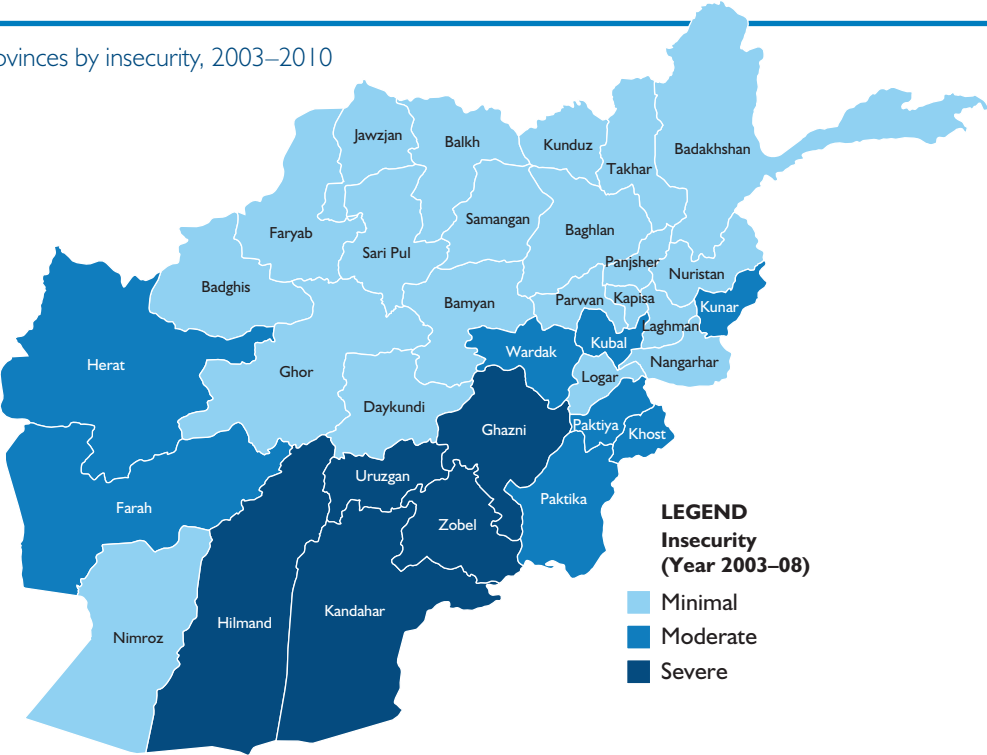 provinces by insecurity, 2003–2010
Jawzjan
Balkh
Kunduz
Takhar
Badakhshan
Faryab
Sari Pul
Samangan
Baghlan
Panjsher
Nuristan
Badghis
Bamyan
Parwan
Kapisa
Kunar
Laghman
Herat
Ghor
Wardak
Kubal
Nangarhar
Logar
Daykundi
Ghazni
Paktiya
Khost
Uruzgan
Paktika
Farah
Zobel
Nimroz
Hilmand
Kandahar
LEGEND
Insecurity
(Year 2003–08)
Minimal
Moderate
Severe